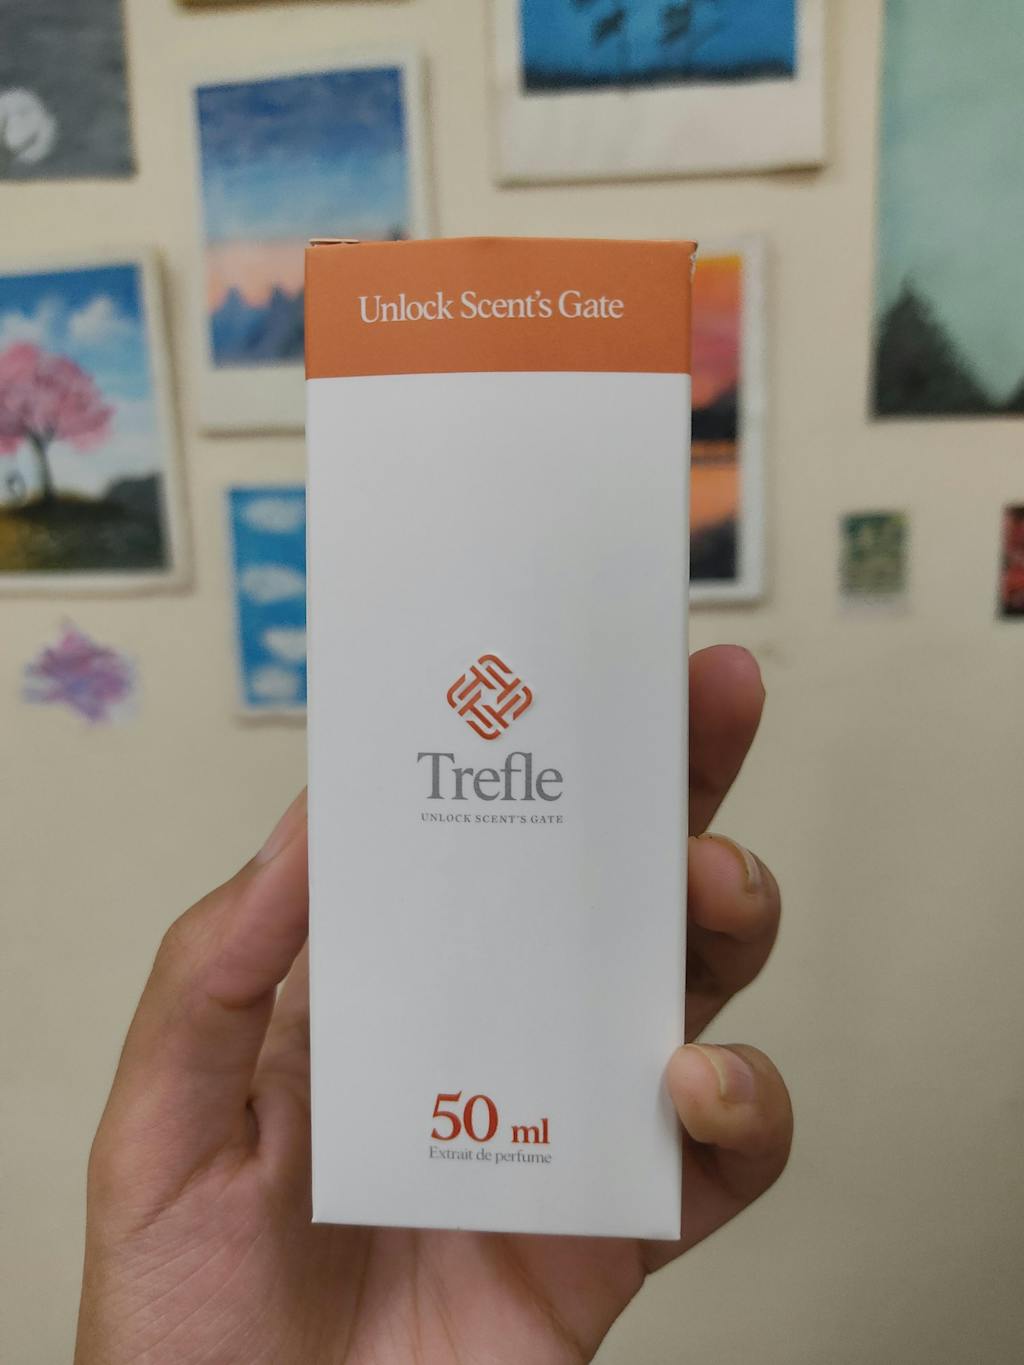 Unlock Scent's Gate
Trefle
UNLOCK SCENT'S GATE
50 ml
Extrait de perfume